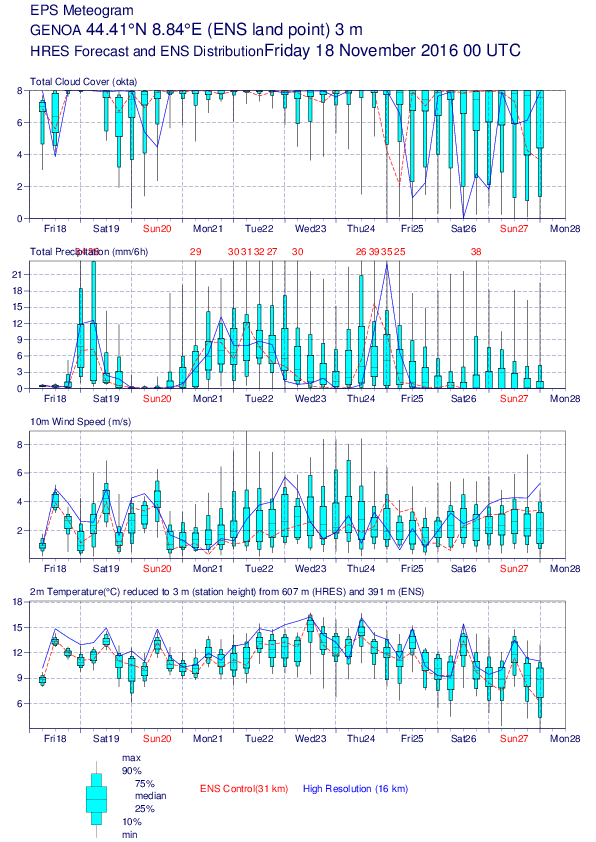 EPS Meteogram
GENOA 44.41°N 8.84°E (ENS land point) 3 m
HRES Forecast and ENS Distribution Friday 18 November 2016 00 UTC
Total Cloud Cover (okta)
8
6
4
2
0
Fri18 Sat19 Sun20 Mon21 Tue22 Wed23 Thu24 Fri25 Sat26 Sun27 Mon28
Total Precipitation (mm/6h) 29 30 31 32 27 30 26 39 35 25 38
21
18
15
12
9
6
3
0
Fri18 Sat19 Sun20 Mon21 Tue22 Wed23 Thu24 Fri25 Sat26 Sun27 Mon28
10m Wind Speed (m/s)
8
6
4
2
Fri18 Sat19 Sun20 Mon21 Tue22 Wed23 Thu24 Fri25 Sat26 Sun27 Mon28
2m Temperature(°C) reduced to 3 m (station height) from 607 m (HRES) and 391 m (ENS)
18
15
12
9
6
Fri18 Sat19 Sun20 Mon21 Tue22 Wed23 Thu24 Fri25 Sat26 Sun27 Mon28
max
90%
75%
median
25%
10%
min
ENS Control(31 km) High Resolution (16 km)